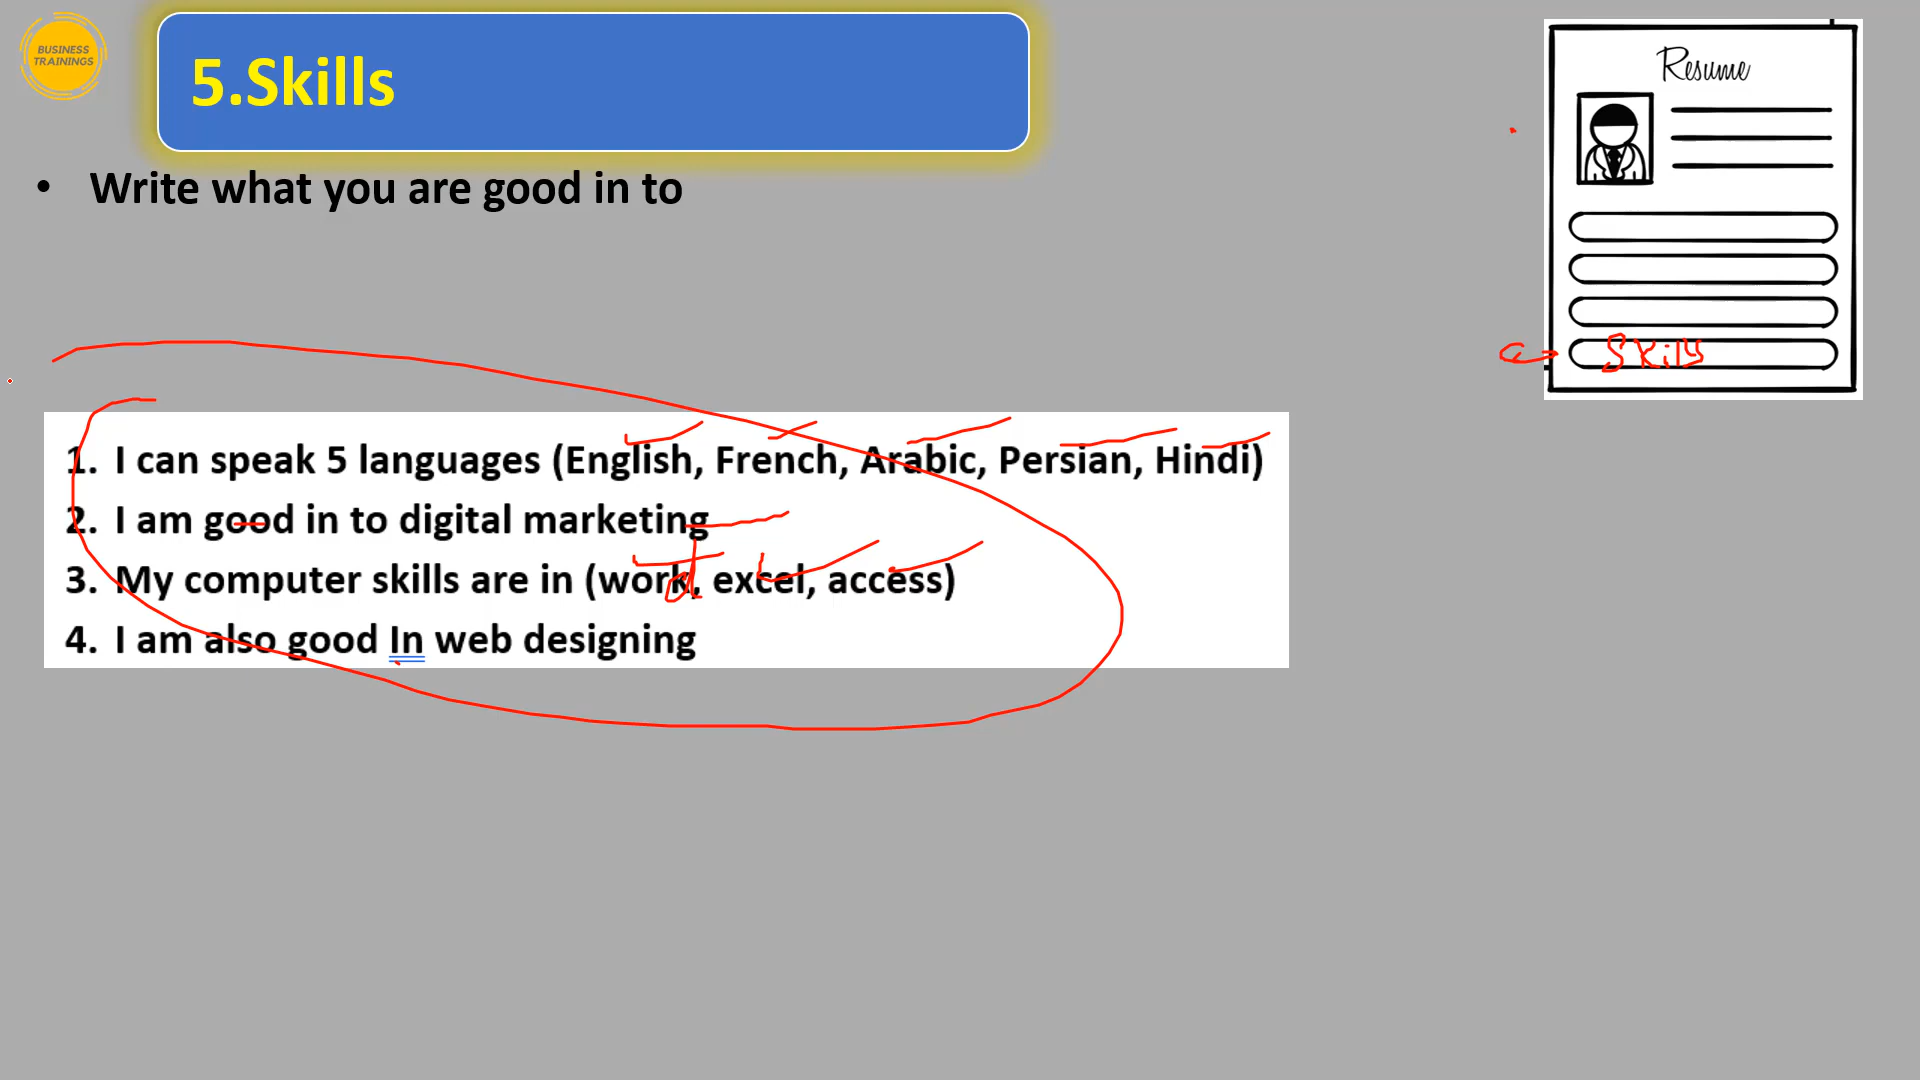 BUSINESS
TRAININGS
5.Skills
Resume
• Write what you are good in to
Skills
1. I can speak 5 languages (English, French, Arabic, Persian, Hindi)
2. I am good in to digital marketing
3. My computer skills are in (work, excel, access)
d
4. I am also good In web designing